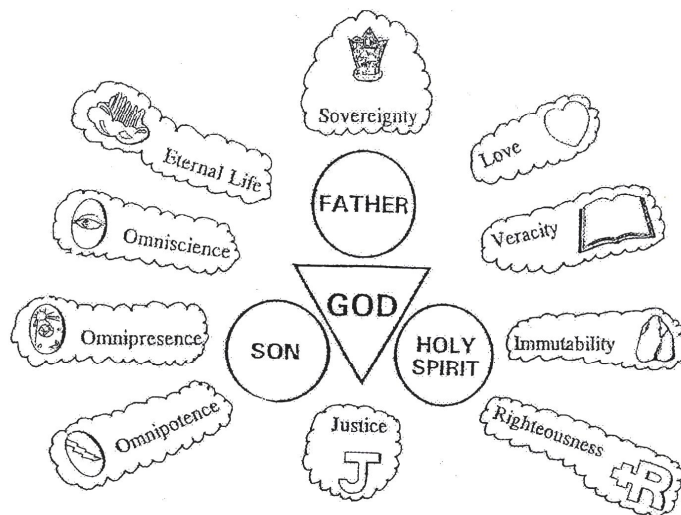 Sovereignty
Eternal Life
Love
FATHER
Omniscience
Veracity
GOD
Omnipresence
SON
HOLY
SPIRIT
Immutability
Omnipotence
Justice
J
Righteousness
+R